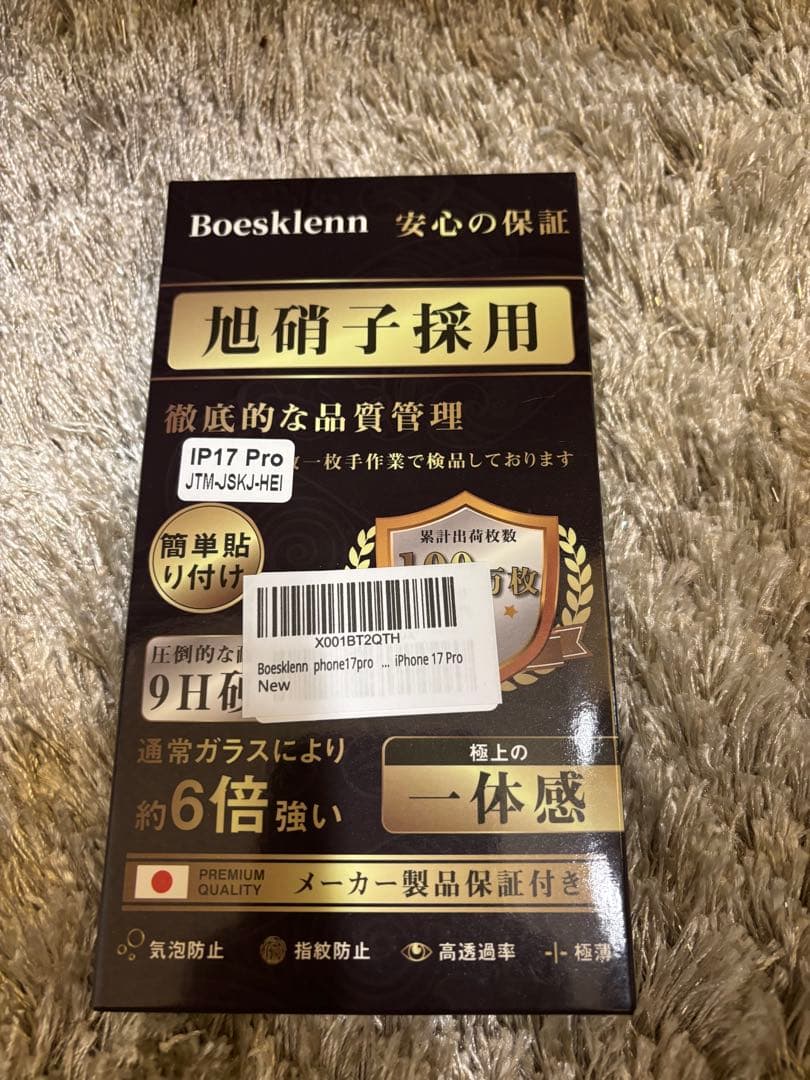 Boesklenn 安心の保証
旭硝子採用
徹底的な品質管理
IP17 Pro
JTM-JSKJ-HEI
一枚手作業で検品しております
簡単貼
り付け
累計出荷枚数
万枚
X001BT2QTH
Boesklenn phone17pro ... iPhone 17 Pro
New
圧倒的な
9H
通常ガラスにより
約6倍強い
極上の
一体感
PREMIUM
QUALITY
メーカー製品保証付き
気泡防止
指紋防止
高透過率
極薄